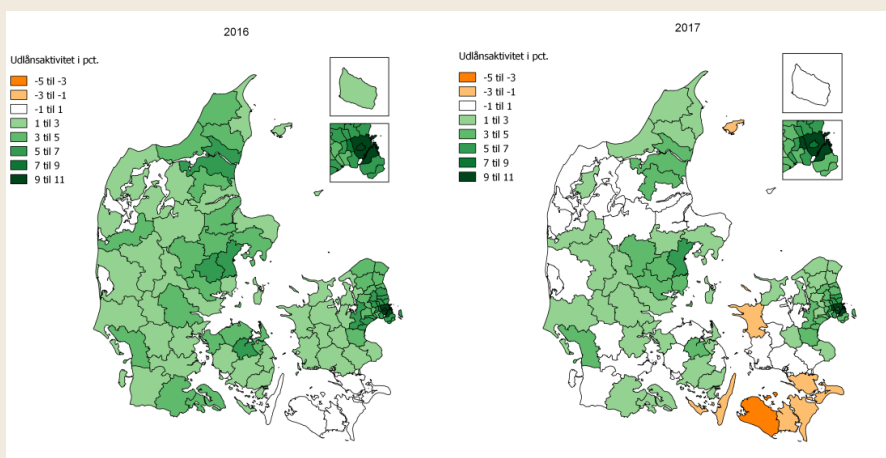 2016
Udlånsaktivitet i pct.
-5 til -3
-3 til -1
-1 til 1
1 til 3
3 til 5
5 til 7
7 til 9
9 til 11
2017
Udlånsaktivitet i pct.
-5 til -3
-3 til -1
-1 til 1
1 til 3
3 til 5
5 til 7
7 til 9
9 til 11